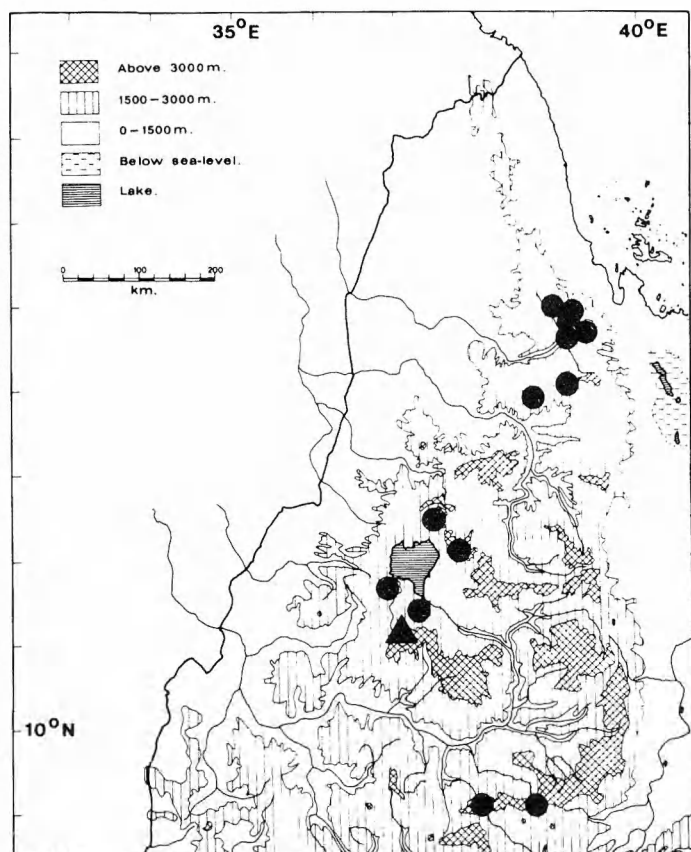 35°E 40°E
Above 3000 m.
1500 – 3000 m.
0 – 1500 m.
Below sea-level.
Lake.
0 100 200
km.
10°N